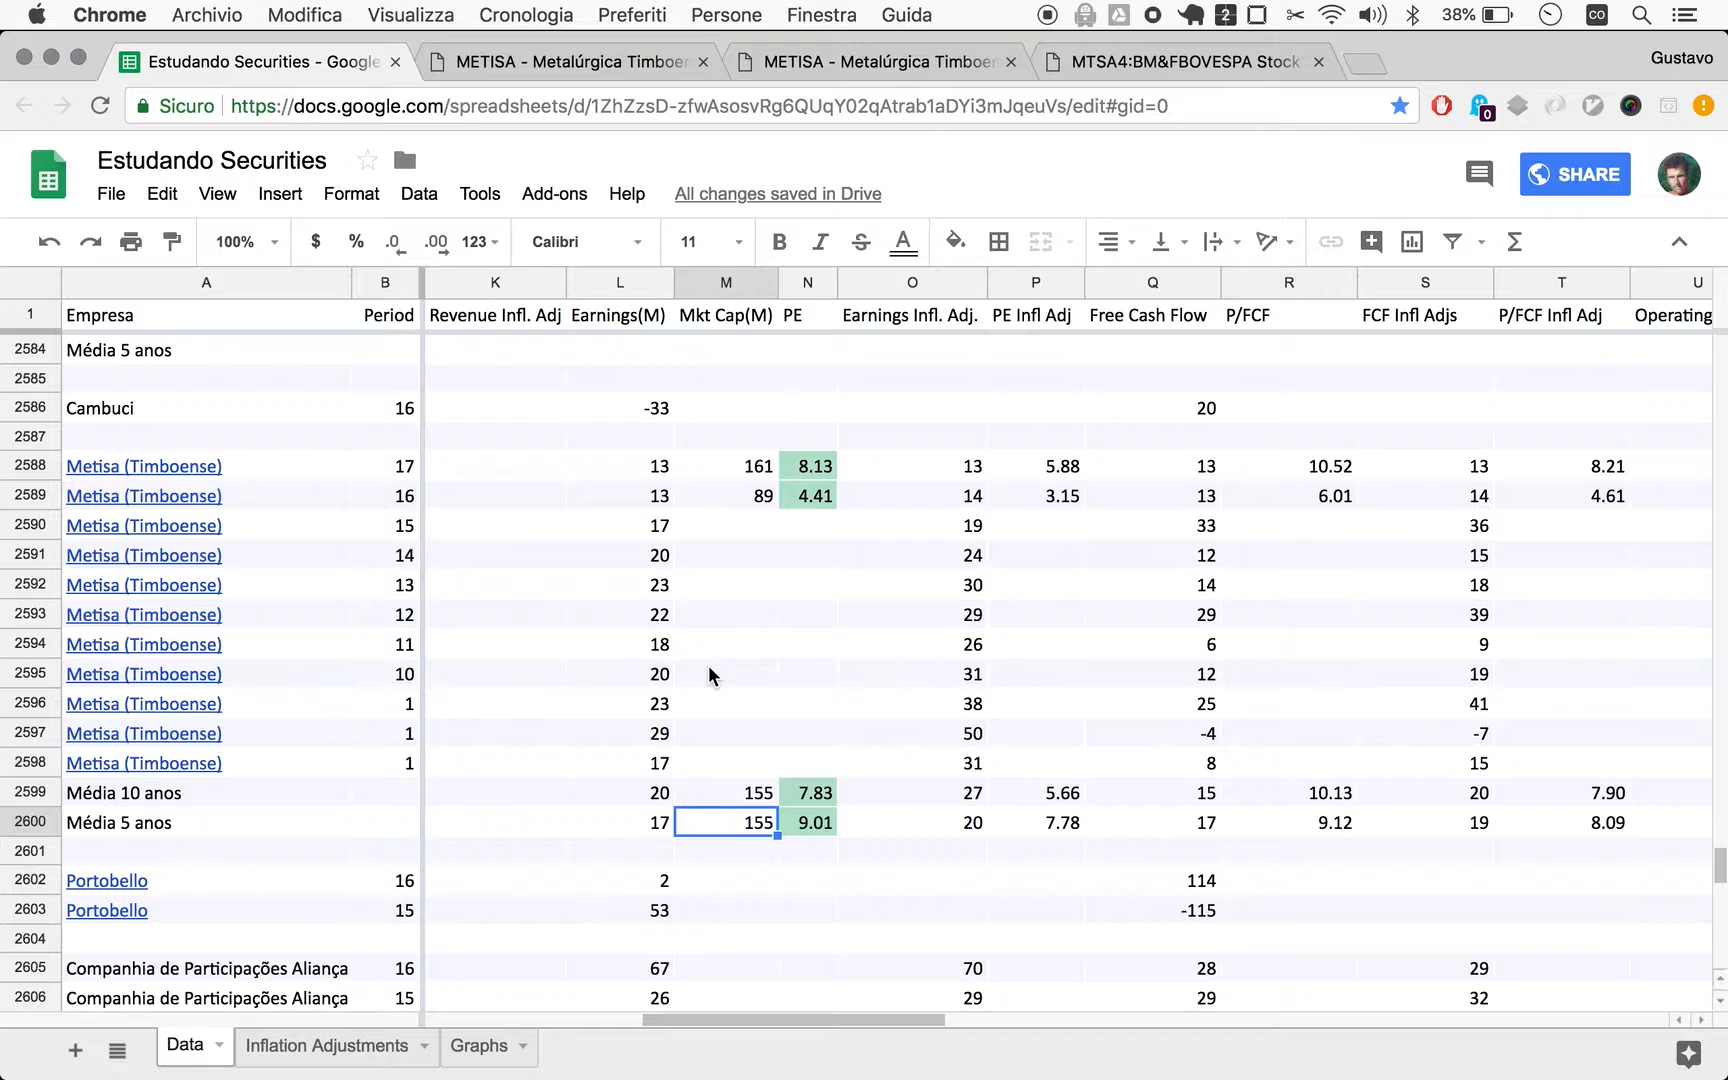 Chrome Archivio Modifica Visualizza Cronologia Preferiti Persone Finestra Guida 2 38% CO
Estudando Securities - Google METISA - Metalúrgica Timboer METISA - Metalúrgica Timboer MTSA4:BM&FBOVESPA Stock Gustavo
Sicuro https://docs.google.com/spreadsheets/d/1ZhZzsD-zfwAsosvRg6QUqY02qAtrab1aDYi3mJqeuVs/edit#gid=0 0
Estudando Securities
SHARE
File Edit View Insert Format Data Tools Add-ons Help All changes saved in Drive
100% $ % .0 .00 123 Calibri 11 B I S A Σ
A B K L M N O P Q R S T U
1 Empresa Period Revenue Infl. Adj Earnings(M) Mkt Cap(M) PE Earnings Infl. Adj. PE Infl Adj Free Cash Flow P/FCF FCF Infl Adjs P/FCF Infl Adj Operating
2584 Média 5 anos
2585
2586 Cambuci 16 -33 20
2587
2588 Metisa (Timboense) 17 13 161 8.13 13 5.88 13 10.52 13 8.21
2589 Metisa (Timboense) 16 13 89 4.41 14 3.15 13 6.01 14 4.61
2590 Metisa (Timboense) 15 17 19 33 36
2591 Metisa (Timboense) 14 20 24 12 15
2592 Metisa (Timboense) 13 23 30 14 18
2593 Metisa (Timboense) 12 22 29 29 39
2594 Metisa (Timboense) 11 18 26 6 9
2595 Metisa (Timboense) 10 20 31 12 19
2596 Metisa (Timboense) 1 23 38 25 41
2597 Metisa (Timboense) 1 29 50 -4 -7
2598 Metisa (Timboense) 1 17 31 8 15
2599 Média 10 anos 20 155 7.83 27 5.66 15 10.13 20 7.90
2600 Média 5 anos 17 155 9.01 20 7.78 17 9.12 19 8.09
2601
2602 Portobello 16 2 114
2603 Portobello 15 53 -115
2604
2605 Companhia de Participações Aliança 16 67 70 28 29
2606 Companhia de Participações Aliança 15 26 29 29 32
Data Inflation Adjustments Graphs